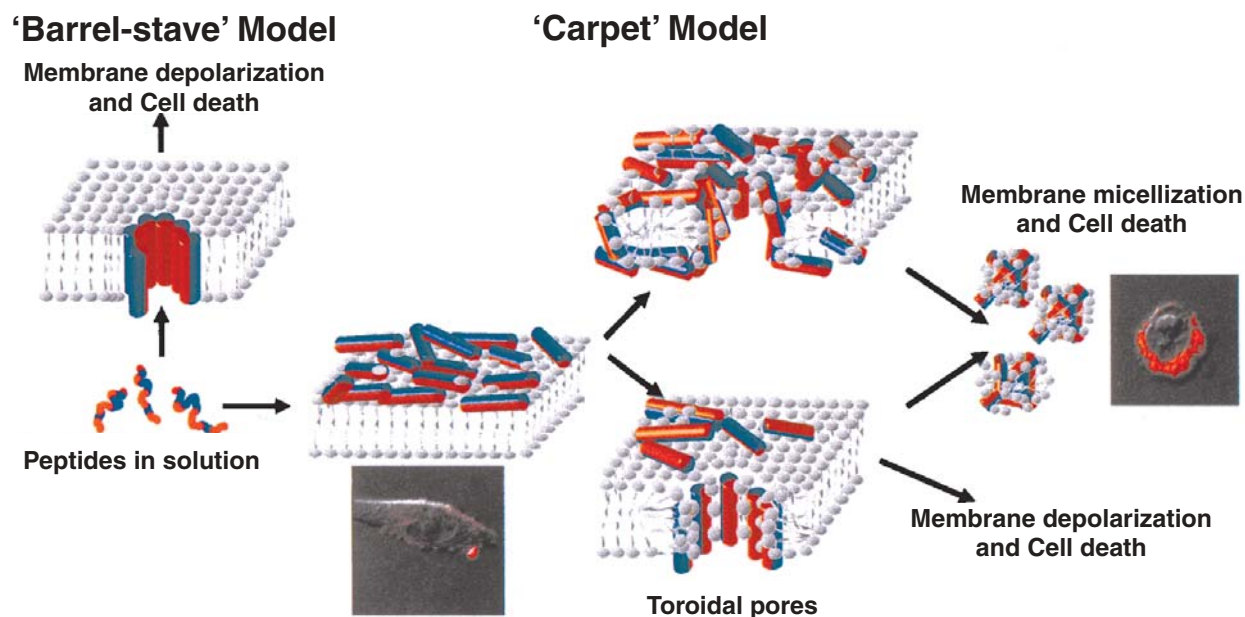 ‘Barrel-stave’ Model
Membrane depolarization
and Cell death
Peptides in solution
‘Carpet’ Model
Toroidal pores
Membrane micellization
and Cell death
Membrane depolarization
and Cell death